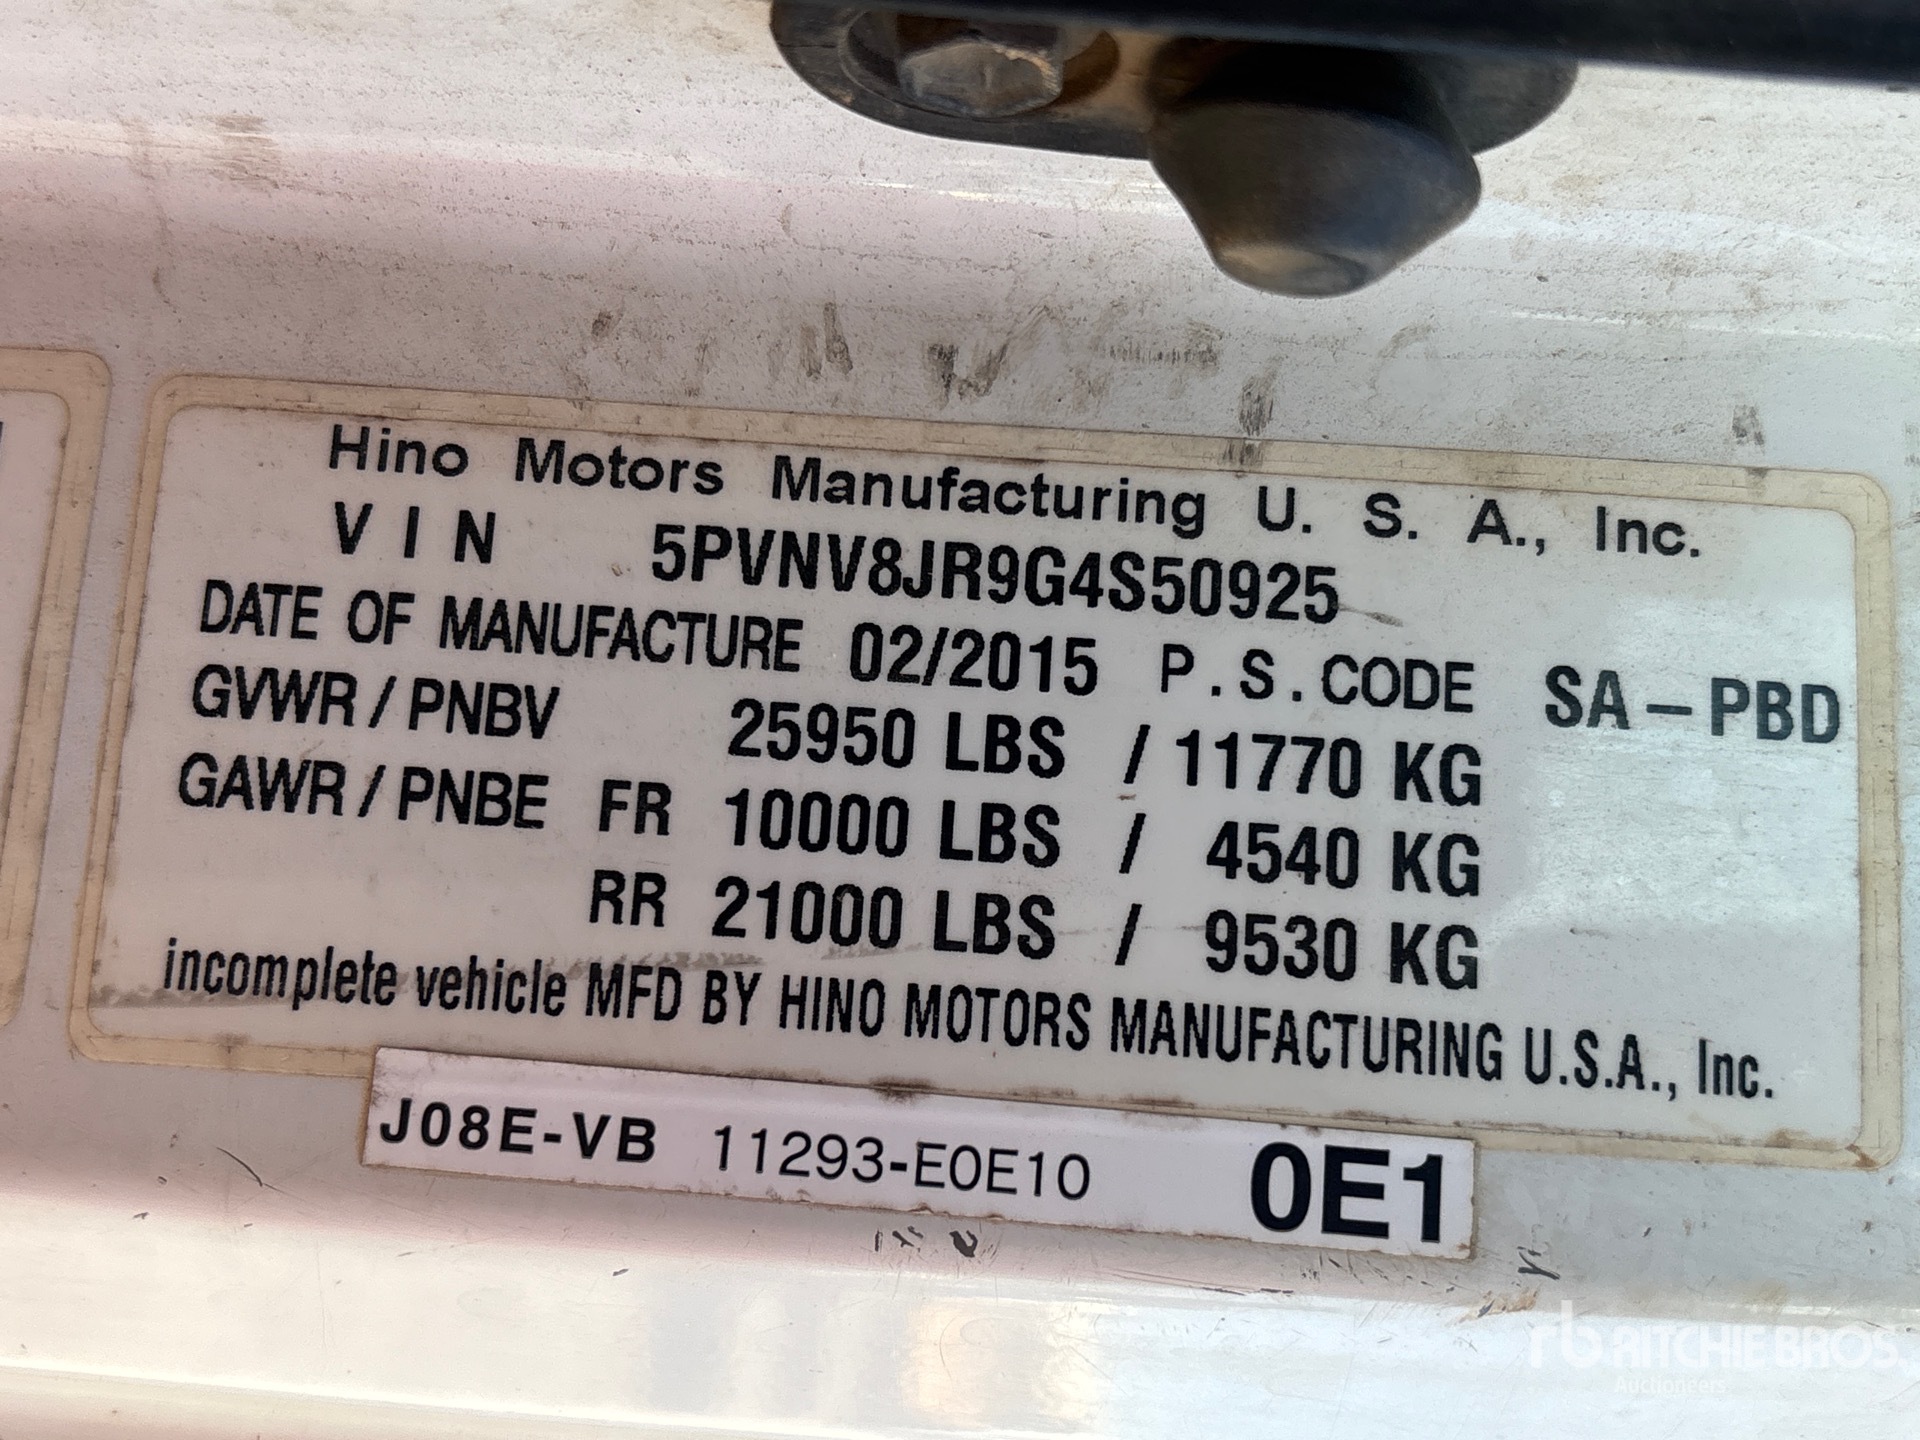 Hino Motors Manufacturing U. S. A., Inc.
V I N 5PVNV8JR9G4S50925
DATE OF MANUFACTURE 02/2015 P.S.CODE SA-PBD
GVWR / PNBV 25950 LBS / 11770 KG
GAWR / PNBE FR 10000 LBS / 4540 KG
RR 21000 LBS / 9530 KG
incomplete vehicle MFD BY HINO MOTORS MANUFACTURING U.S.A., Inc.
J08E-VB 11293-E0E10 0E1
rb RITCHIE BROS.
Auctioneers